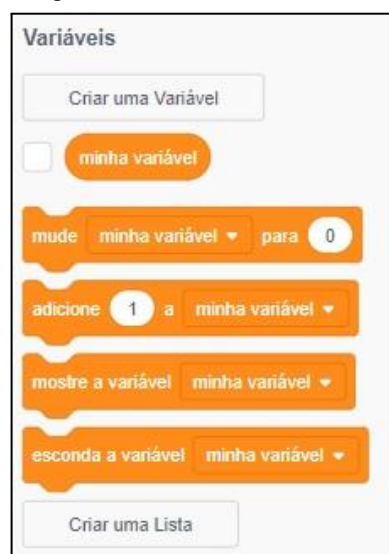 Variáveis
Criar uma Variável
minha variável
mude minha variável para 0
adicione 1 a minha variável
mostre a variável minha variável
esconda a variável minha variável
Criar uma Lista